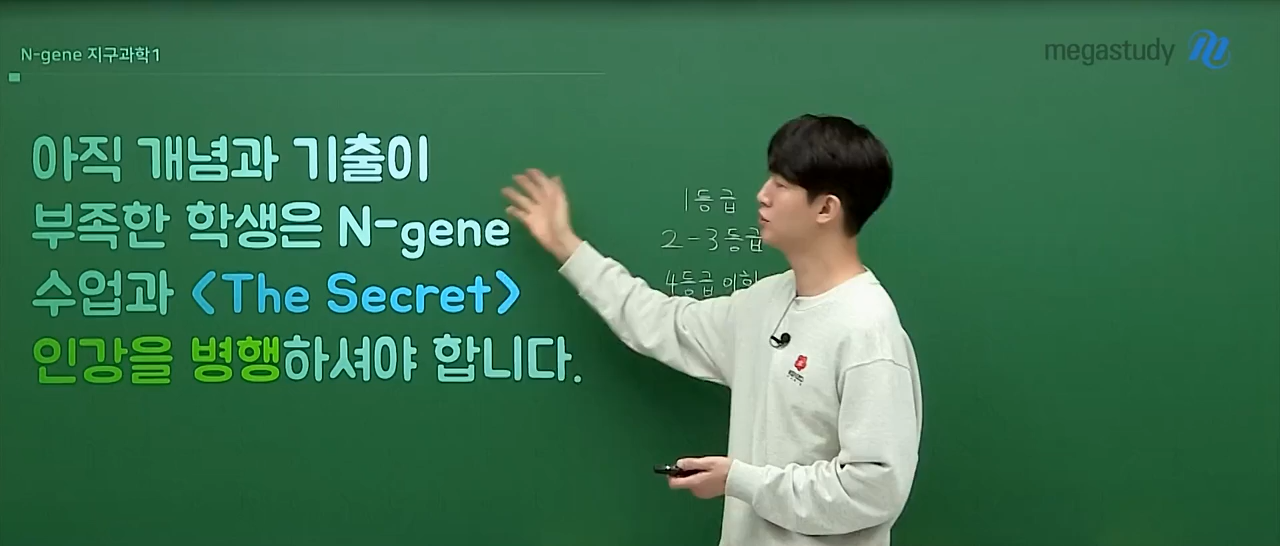 N-gene 지구과학1
megastudy
아직 개념과 기출이
부족한 학생은 N-gene
수업과 <The Secret>
인강을 병행하셔야 합니다.
1등급
2-3등급
4등급 이하